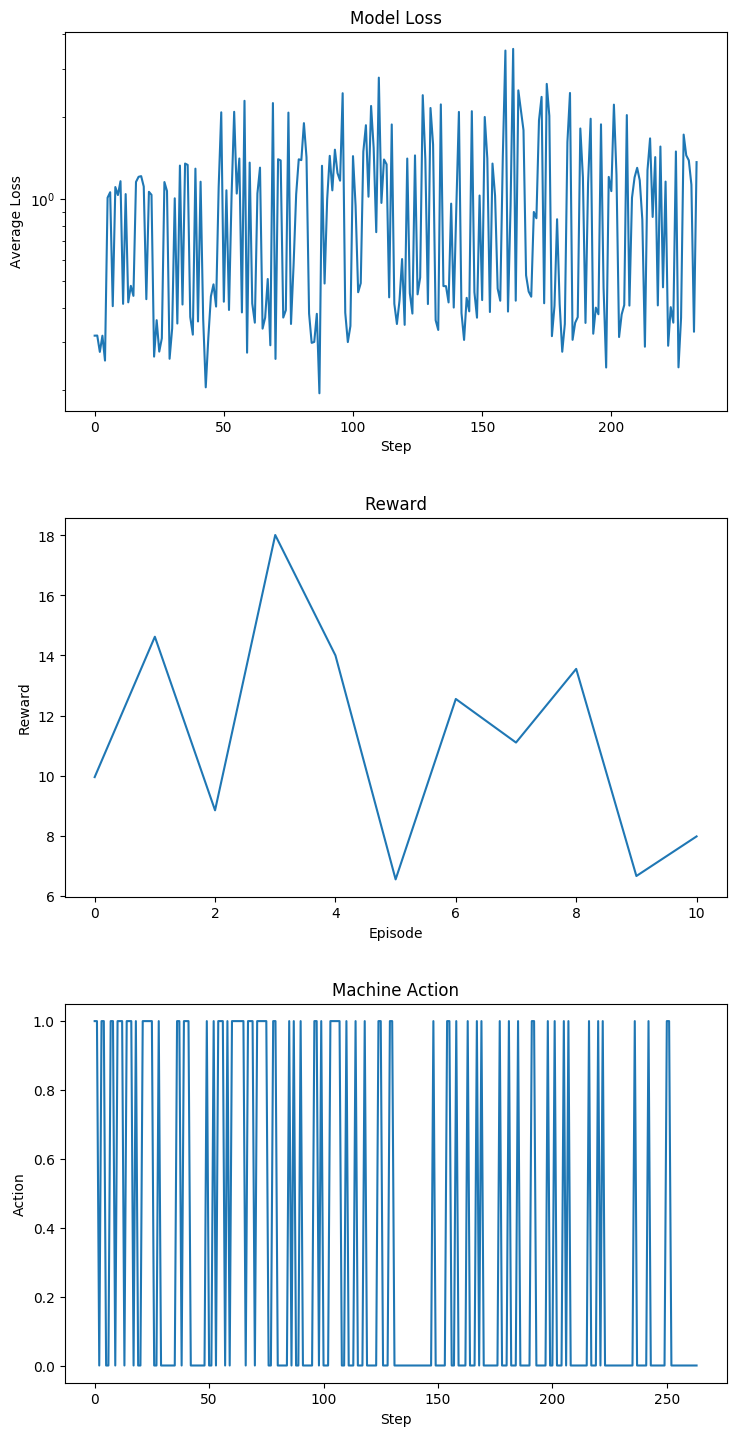 Model Loss
10^0
Average Loss
0 50 100 150 200
Step
Reward
18
16
14
12
10
8
6
Reward
0 2 4 6 8 10
Episode
Machine Action
1.0
0.8
0.6
0.4
0.2
0.0
Action
0 50 100 150 200 250
Step